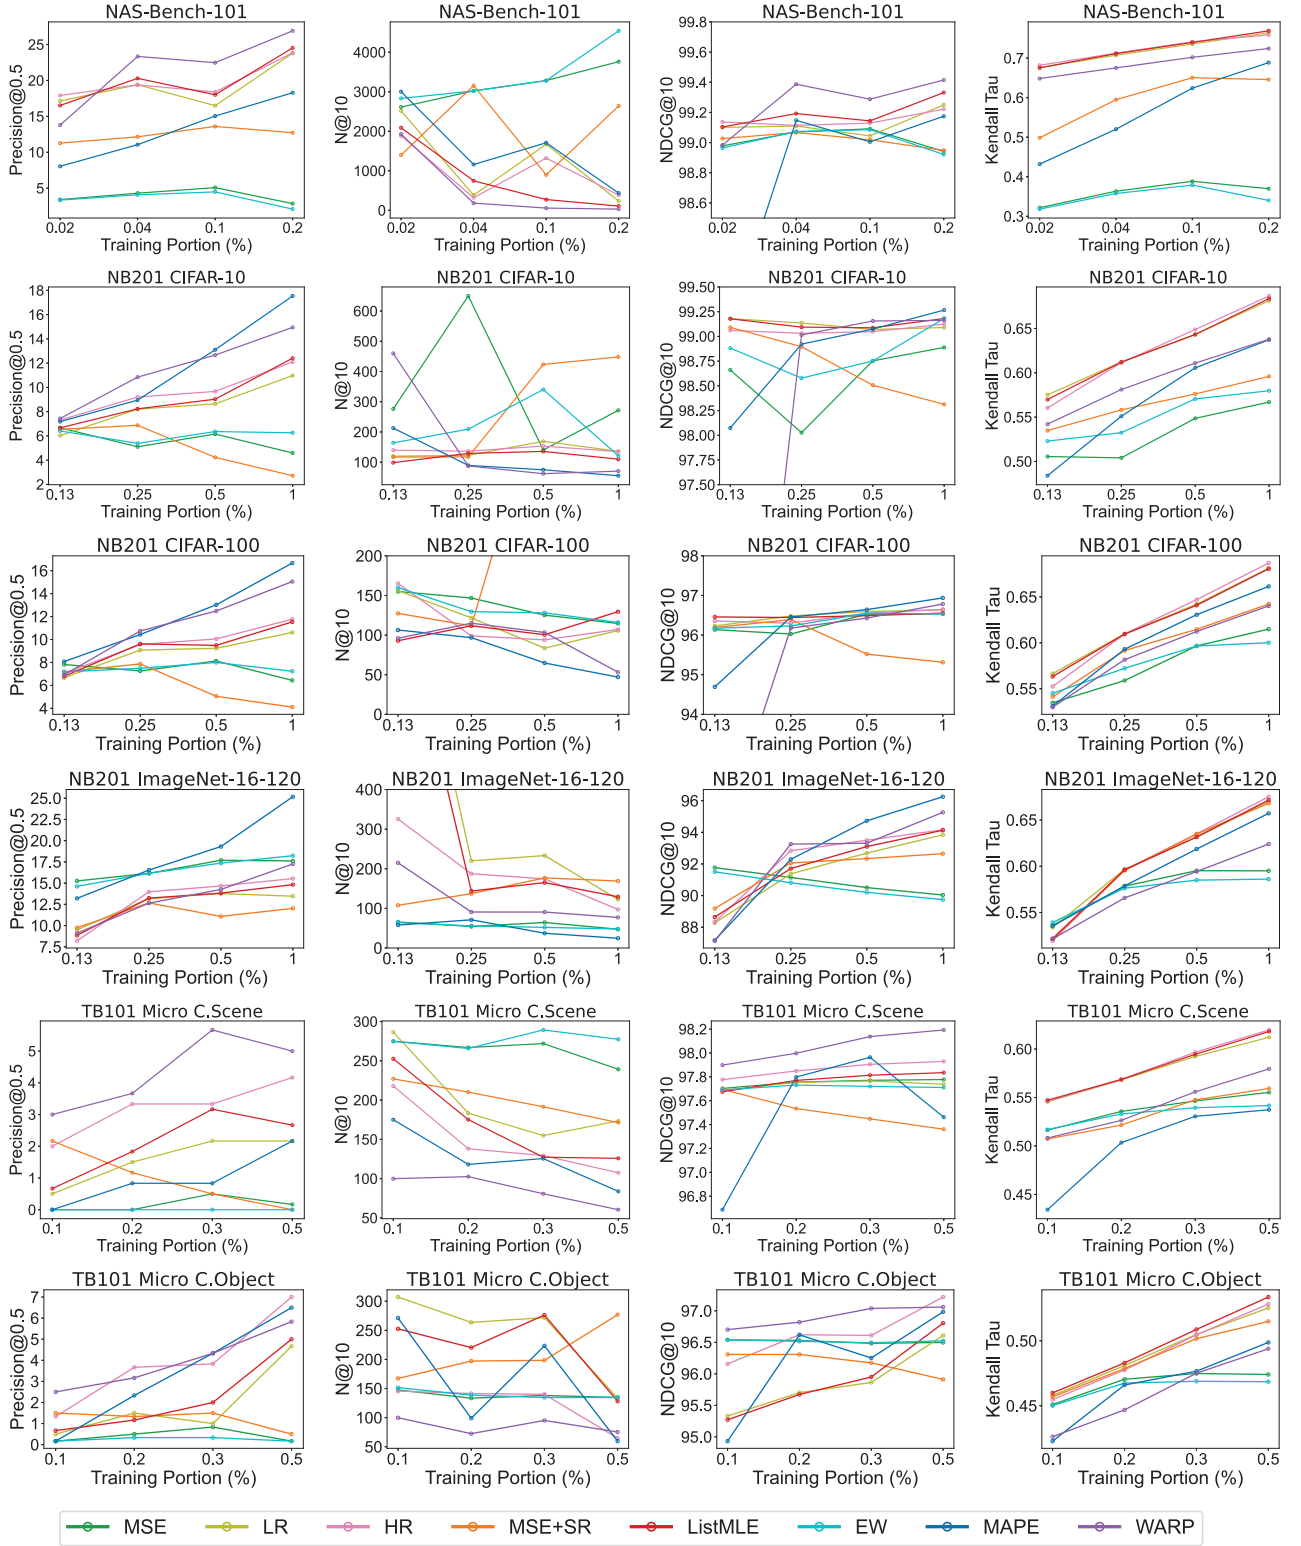 NAS-Bench-101 NAS-Bench-101 NAS-Bench-101 NAS-Bench-101
Precision@0.5 N@10 NDCG@10 Kendall Tau
25 20 15 10 5
4000 3000 2000 1000 0
99.8 99.6 99.4 99.2 99.0 98.8 98.6
0.7 0.6 0.5 0.4 0.3
0.02 0.04 0.1 0.2 0.02 0.04 0.1 0.2 0.02 0.04 0.1 0.2 0.02 0.04 0.1 0.2
Training Portion (%) Training Portion (%) Training Portion (%) Training Portion (%)
NB201 CIFAR-10 NB201 CIFAR-10 NB201 CIFAR-10 NB201 CIFAR-10
Precision@0.5 N@10 NDCG@10 Kendall Tau
18 16 14 12 10 8 6 4 2
600 500 400 300 200 100
99.50 99.25 99.00 98.75 98.50 98.25 98.00 97.75 97.50
0.65 0.60 0.55 0.50
0.13 0.25 0.5 1 0.13 0.25 0.5 1 0.13 0.25 0.5 1 0.13 0.25 0.5 1
Training Portion (%) Training Portion (%) Training Portion (%) Training Portion (%)
NB201 CIFAR-100 NB201 CIFAR-100 NB201 CIFAR-100 NB201 CIFAR-100
Precision@0.5 N@10 NDCG@10 Kendall Tau
16 14 12 10 8 6 4
200 150 100 50 0
98 97 96 95 94
0.65 0.60 0.55
0.13 0.25 0.5 1 0.13 0.25 0.5 1 0.13 0.25 0.5 1 0.13 0.25 0.5 1
Training Portion (%) Training Portion (%) Training Portion (%) Training Portion (%)
NB201 ImageNet-16-120 NB201 ImageNet-16-120 NB201 ImageNet-16-120 NB201 ImageNet-16-120
Precision@0.5 N@10 NDCG@10 Kendall Tau
25.0 22.5 20.0 17.5 15.0 12.5 10.0 7.5
400 300 200 100 0
96 94 92 90 88
0.65 0.60 0.55
0.13 0.25 0.5 1 0.13 0.25 0.5 1 0.13 0.25 0.5 1 0.13 0.25 0.5 1
Training Portion (%) Training Portion (%) Training Portion (%) Training Portion (%)
TB101 Micro C.Scene TB101 Micro C.Scene TB101 Micro C.Scene TB101 Micro C.Scene
Precision@0.5 N@10 NDCG@10 Kendall Tau
5 4 3 2 1 0
300 250 200 150 100 50
98.2 98.0 97.8 97.6 97.4 97.2 97.0 96.8
0.60 0.55 0.50 0.45
0.1 0.2 0.3 0.5 0.1 0.2 0.3 0.5 0.1 0.2 0.3 0.5 0.1 0.2 0.3 0.5
Training Portion (%) Training Portion (%) Training Portion (%) Training Portion (%)
TB101 Micro C.Object TB101 Micro C.Object TB101 Micro C.Object TB101 Micro C.Object
Precision@0.5 N@10 NDCG@10 Kendall Tau
7 6 5 4 3 2 1 0
300 250 200 150 100 50
97.0 96.5 96.0 95.5 95.0
0.50 0.45
0.1 0.2 0.3 0.5 0.1 0.2 0.3 0.5 0.1 0.2 0.3 0.5 0.1 0.2 0.3 0.5
Training Portion (%) Training Portion (%) Training Portion (%) Training Portion (%)
MSE LR HR MSE+SR ListMLE EW MAPE WARP